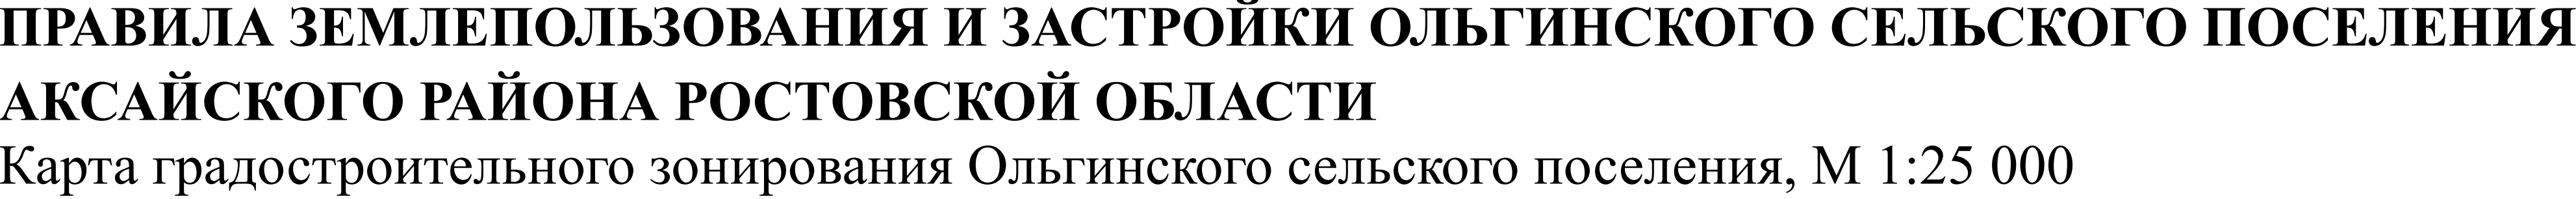 ПРАВИЛА ЗЕМЛЕПОЛЬЗОВАНИЯ И ЗАСТРОЙКИ ОЛЬГИНСКОГО СЕЛЬСКОГО ПОСЕЛЕНИЯ
АКСАЙСКОГО РАЙОНА РОСТОВСКОЙ ОБЛАСТИ
Карта градостроительного зонирования Ольгинского сельского поселения, М 1:25 000